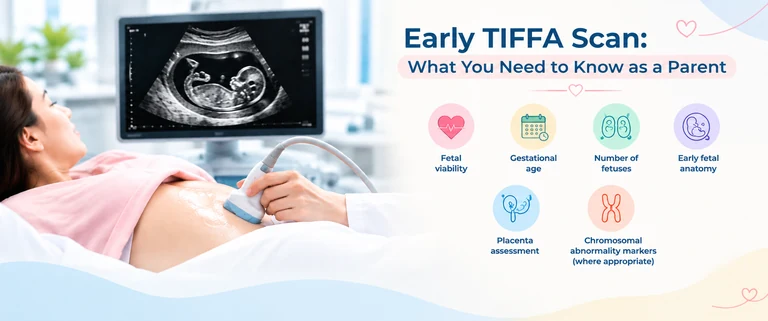 Early TIFFA Scan:
What You Need to Know as a Parent
Fetal
viability
Gestational
age
Number of
fetuses
Early fetal
anatomy
Placenta
assessment
Chromosomal
abnormality markers
(where appropriate)